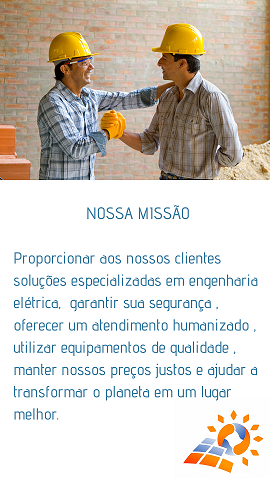 NOSSA MISSÃO
Proporcionar aos nossos clientes
soluções especializadas em engenharia
elétrica, garantir sua segurança ,
oferecer um atendimento humanizado ,
utilizar equipamentos de qualidade ,
manter nossos preços justos e ajudar a
transformar o planeta em um lugar
melhor.